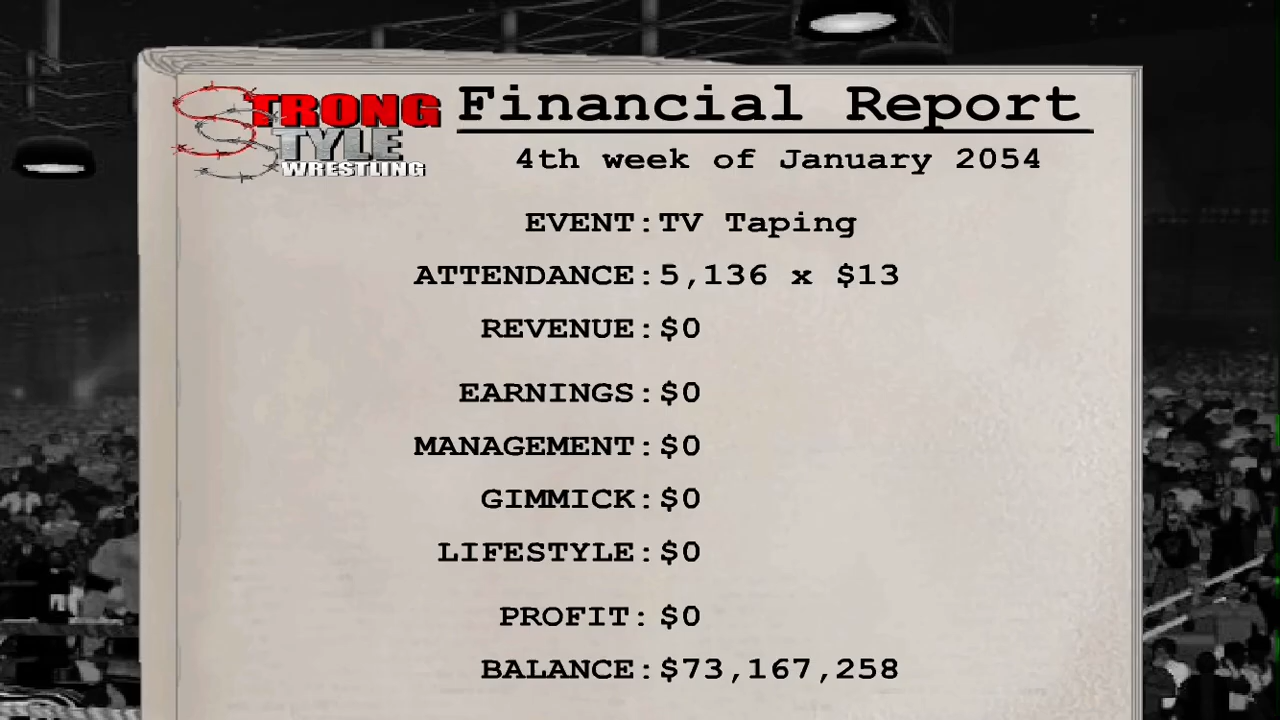 STRONG
STYLE
WRESTLING
Financial Report
4th week of January 2054
EVENT: TV Taping
ATTENDANCE: 5,136 x $13
REVENUE: $0
EARNINGS: $0
MANAGEMENT: $0
GIMMICK: $0
LIFESTYLE: $0
PROFIT: $0
BALANCE: $73,167,258